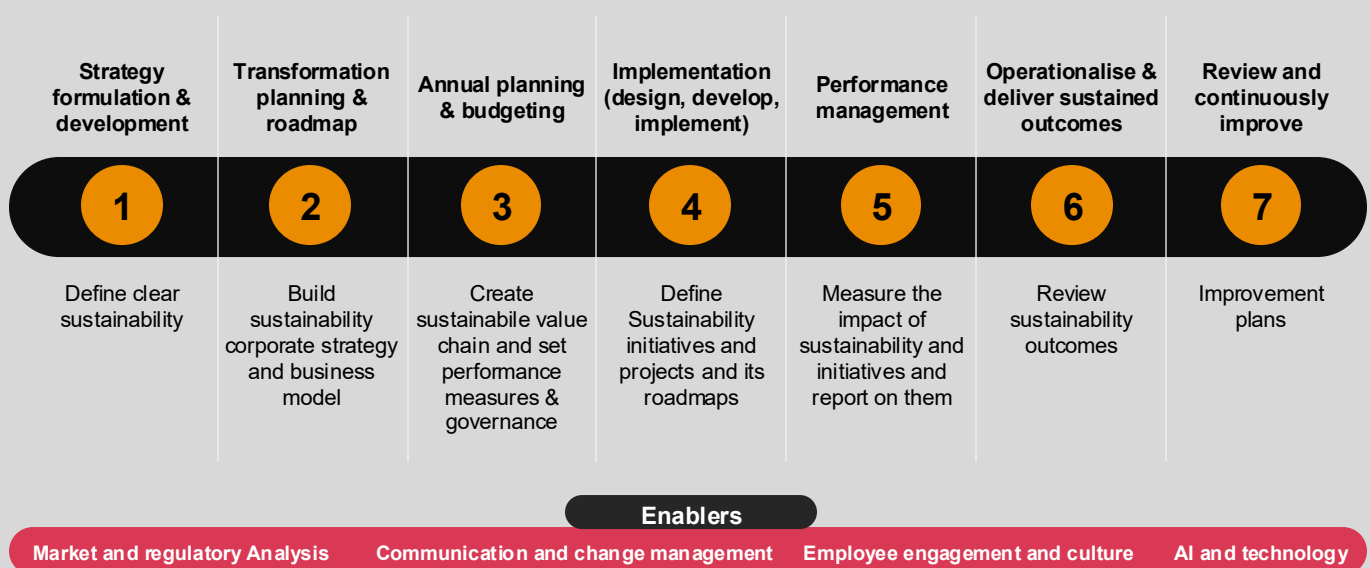 Strategy
formulation &
development
Transformation
planning &
roadmap
Annual planning
& budgeting
Implementation
(design, develop,
implement)
Performance
management
Operationalise &
deliver sustained
outcomes
Review and
continuously
improve
1
2
3
4
5
6
7
Define clear
sustainability
Build
sustainability
corporate strategy
and business
model
Create
sustainabile value
chain and set
performance
measures &
governance
Define
Sustainability
initiatives and
projects and its
roadmaps
Measure the
impact of
sustainability and
initiatives and
report on them
Review
sustainability
outcomes
Improvement
plans
Enablers
Market and regulatory Analysis
Communication and change management
Employee engagement and culture
AI and technology